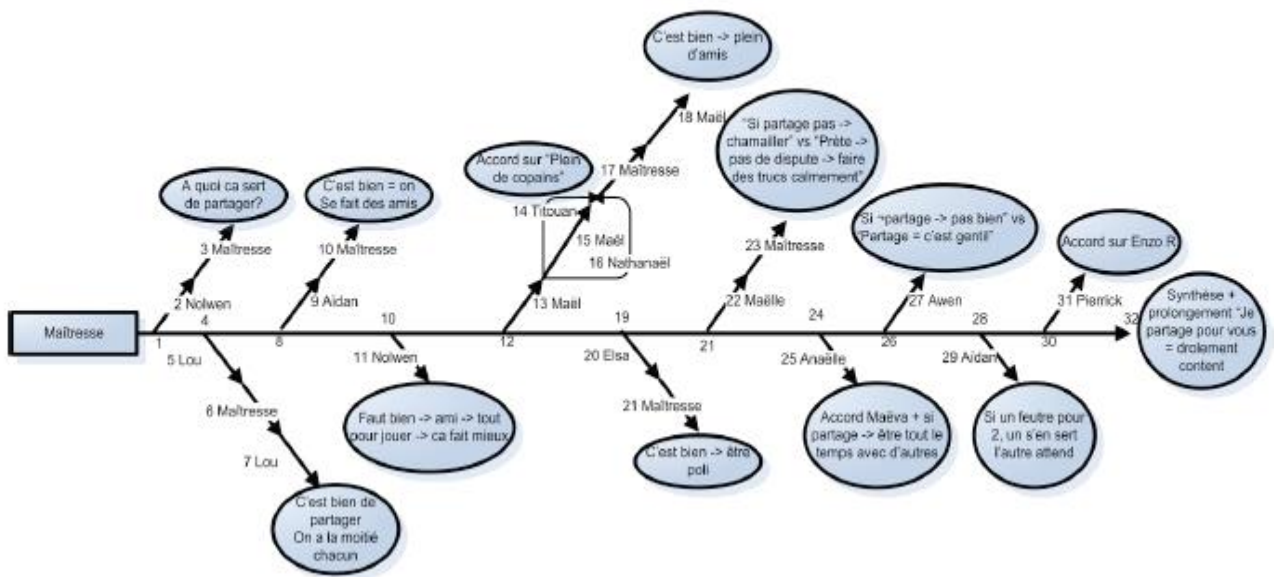 C'est bien -> plein
d'amis
18 Maël
"Si partage pas ->
chamailler" vs "Prête ->
pas de dispute -> faire
des trucs calmement"
Accord sur "Plein
de copains"
17 Maîtresse
A quoi ca sert
de partager?
C'est bien = on
Se fait des amis
14 Titouan
15 Maël
16 Nathanaël
"Si ¬partage -> pas bien" vs
"Partage = c'est gentil"
3 Maîtresse
10 Maîtresse
23 Maîtresse
Accord sur Enzo R
2 Nolwen
9 Aïdan
13 Maël
22 Maëlle
27 Awen
31 Pierrick
Maîtresse
1
4
8
10
12
19
21
24
26
28
30
32
Synthèse +
prolongement "Je
partage pour vous
= drolement
content
5 Lou
6 Maîtresse
7 Lou
C'est bien de
partager
On a la moitié
chacun
11 Nolwen
Faut bien -> ami -> tout
pour jouer -> ca fait mieux
20 Elsa
21 Maîtresse
C'est bien -> être
poli
25 Anaëlle
Accord Maëva + si
partage -> être tout le
temps avec d'autres
29 Aïdan
Si un feutre pour
2, un s'en sert
l'autre attend